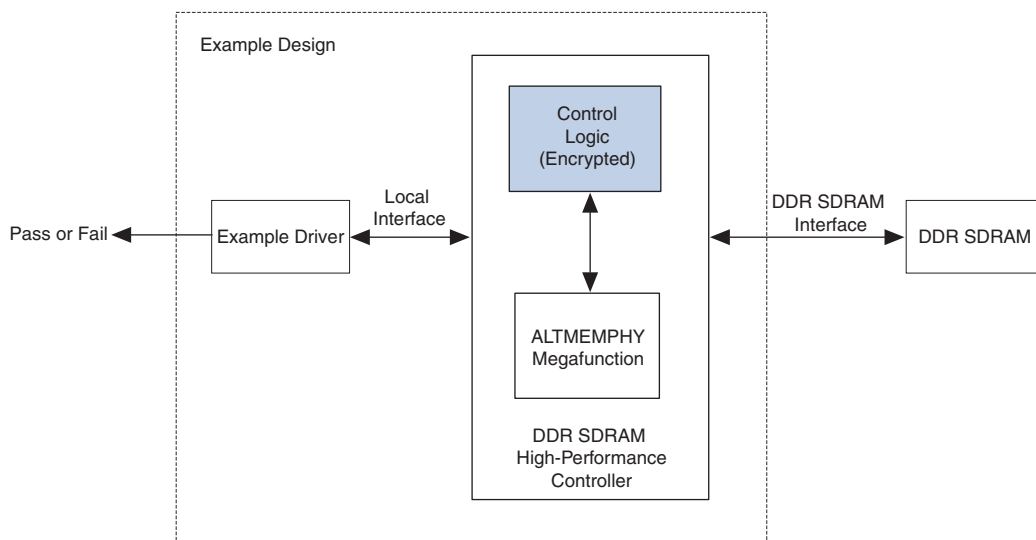 Example Design
Control
Logic
(Encrypted)
Local
Interface
DDR SDRAM
Interface
Pass or Fail
Example Driver
DDR SDRAM
ALTMEMPHY
Megafunction
DDR SDRAM
High-Performance
Controller